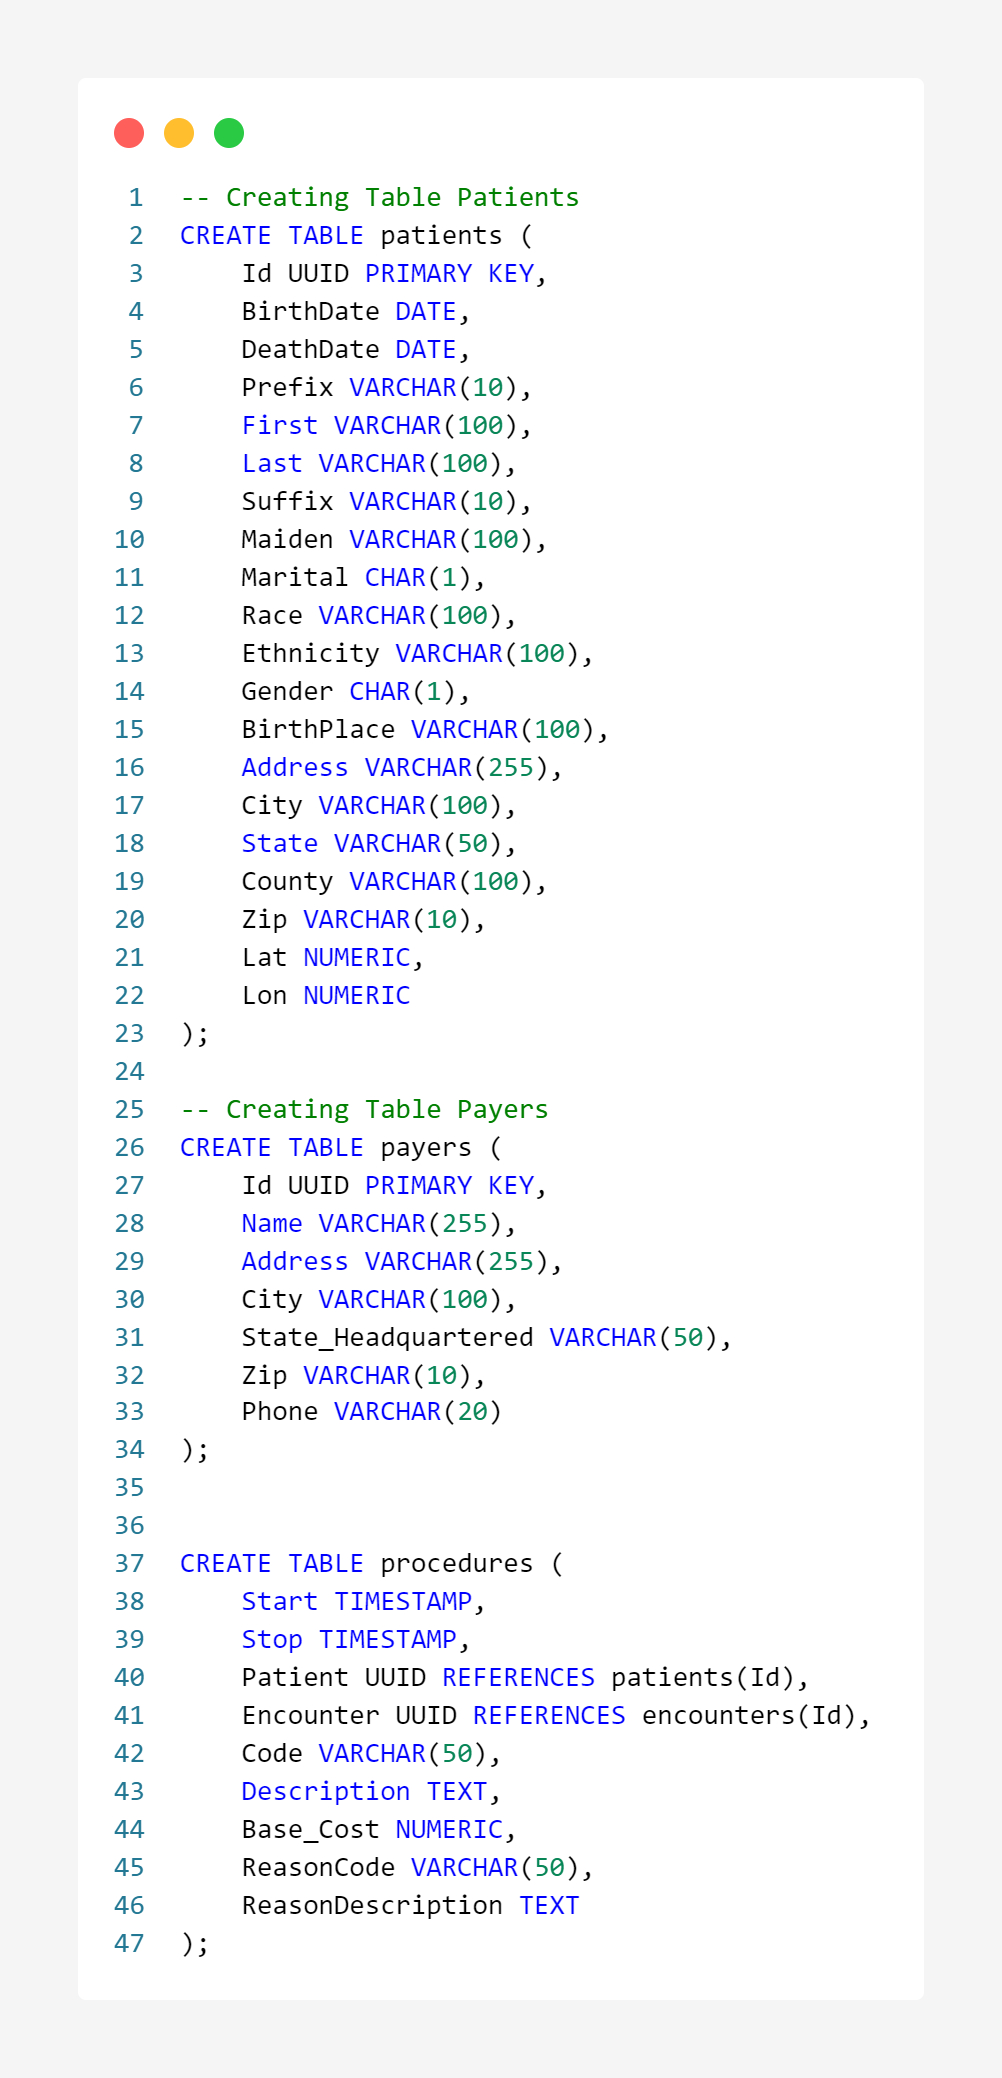 1 -- Creating Table Patients
2 CREATE TABLE patients (
3     Id UUID PRIMARY KEY,
4     BirthDate DATE,
5     DeathDate DATE,
6     Prefix VARCHAR(10),
7     First VARCHAR(100),
8     Last VARCHAR(100),
9     Suffix VARCHAR(10),
10     Maiden VARCHAR(100),
11     Marital CHAR(1),
12     Race VARCHAR(100),
13     Ethnicity VARCHAR(100),
14     Gender CHAR(1),
15     BirthPlace VARCHAR(100),
16     Address VARCHAR(255),
17     City VARCHAR(100),
18     State VARCHAR(50),
19     County VARCHAR(100),
20     Zip VARCHAR(10),
21     Lat NUMERIC,
22     Lon NUMERIC
23 );
24
25 -- Creating Table Payers
26 CREATE TABLE payers (
27     Id UUID PRIMARY KEY,
28     Name VARCHAR(255),
29     Address VARCHAR(255),
30     City VARCHAR(100),
31     State_Headquartered VARCHAR(50),
32     Zip VARCHAR(10),
33     Phone VARCHAR(20)
34 );
35
36
37 CREATE TABLE procedures (
38     Start TIMESTAMP,
39     Stop TIMESTAMP,
40     Patient UUID REFERENCES patients(Id),
41     Encounter UUID REFERENCES encounters(Id),
42     Code VARCHAR(50),
43     Description TEXT,
44     Base_Cost NUMERIC,
45     ReasonCode VARCHAR(50),
46     ReasonDescription TEXT
47 );